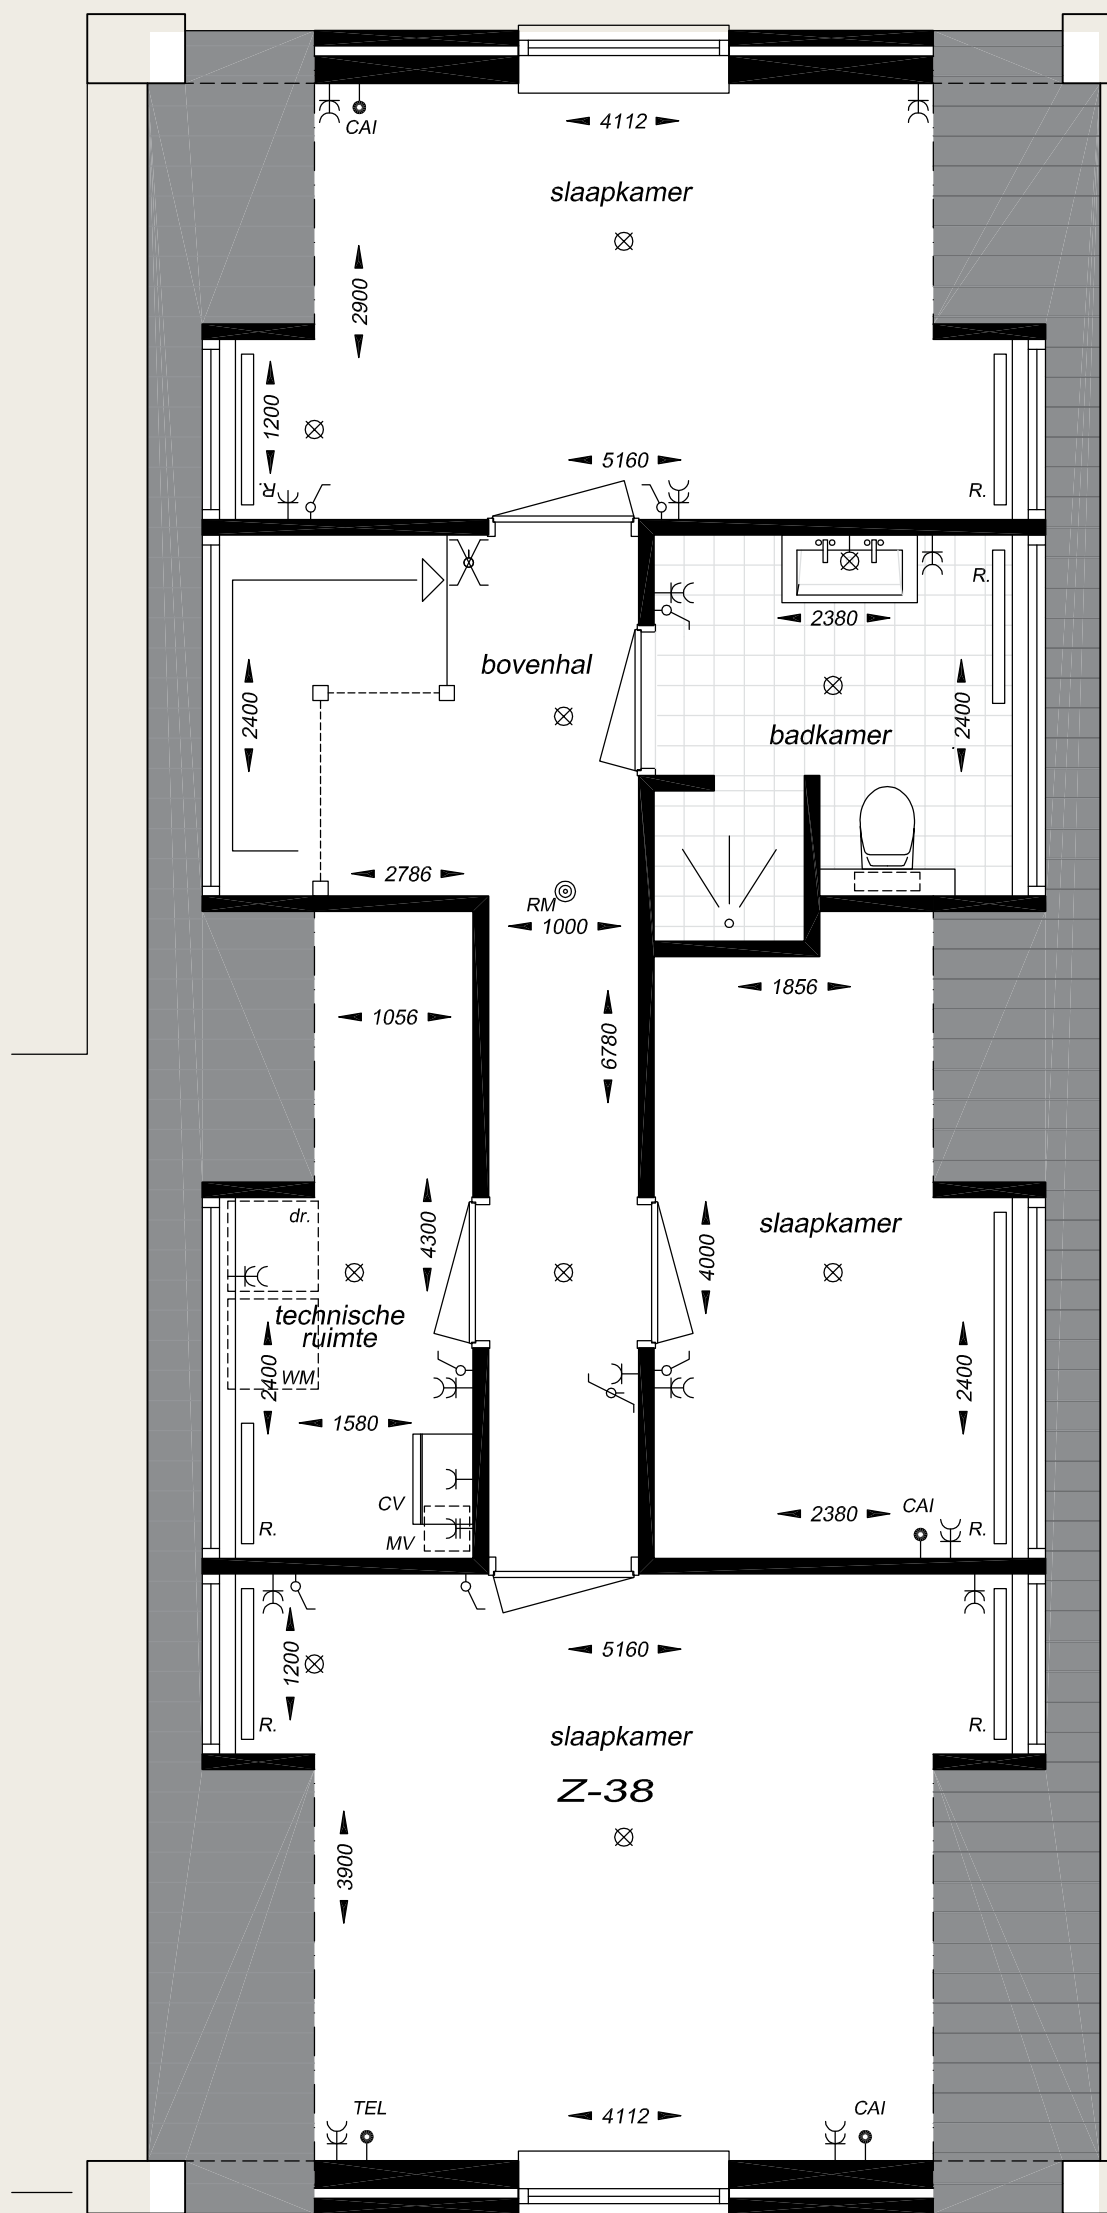 CAI
4112
slaapkamer
2900
1200
5160
R.
R.
R.
2380
bovenhal
2400
badkamer
2400
2786
RM
1000
1856
1056
6780
dr.
4300
4000
slaapkamer
technische
ruimte
2400
WM
2400
1580
CV
MV
R.
2380
CAI
R.
1200
5160
R.
R.
slaapkamer
Z-38
3900
TEL
4112
CAI